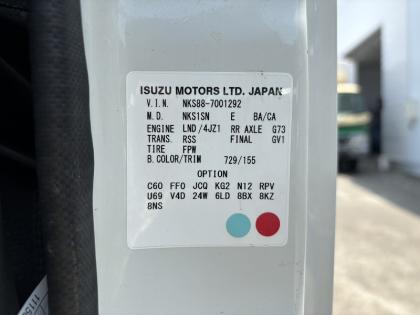 ISUZU MOTORS LTD. JAPAN
V.I.N. NKS88-7001292
M.D. NKS1SN E BA/CA
ENGINE LND/4JZ1 RR AXLE G73
TRANS. RSS FINAL GV1
TIRE FPW
B.COLOR/TRIM 729/155
OPTION
C60 FF0 JCQ KG2 N12 RPV
U69 V4D 24W 6LD 8BX 8KZ
8NS